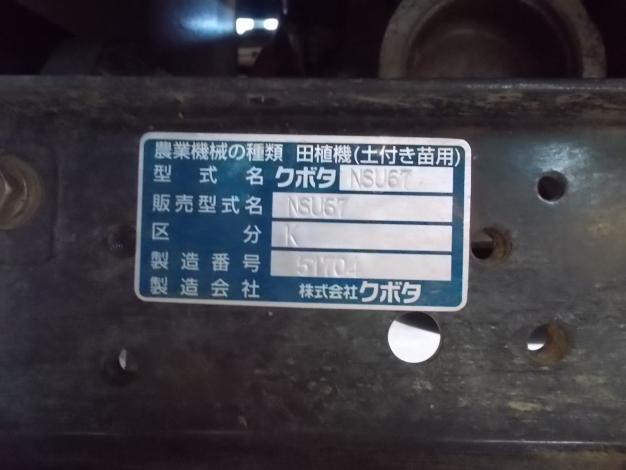 農業機械の種類 田植機(土付き苗用)
型式名 クボタ NSU67
販売型式名 NSU67
区分 K
製造番号 51704
製造会社 株式会社クボタ